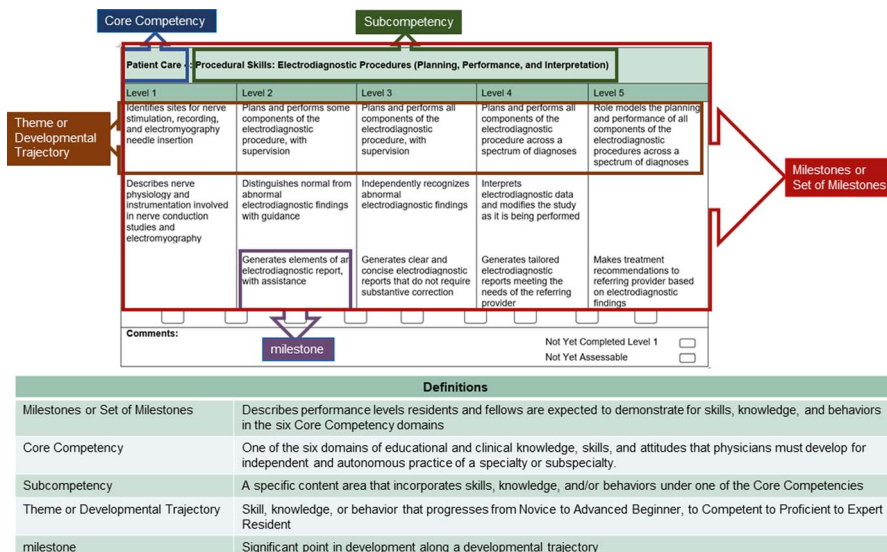 Core Competency
Subcompetency
Patient Care 4: Procedural Skills: Electrodiagnostic Procedures (Planning, Performance, and Interpretation)
Level 1
Level 2
Level 3
Level 4
Level 5
Theme or
Developmental
Trajectory
Identifies sites for nerve
stimulation, recording,
and electromyography
needle insertion
Plans and performs some
components of the
electrodiagnostic
procedure, with
supervision
Plans and performs all
components of the
electrodiagnostic
procedure, with
supervision
Plans and performs all
components of the
electrodiagnostic
procedure across a
spectrum of diagnoses
Role models the planning
and performance of all
components of the
electrodiagnostic
procedures across a
spectrum of diagnoses
Milestones or
Set of Milestones
Describes nerve
physiology and
instrumentation involved
in nerve conduction
studies and
electromyography
Distinguishes normal from
abnormal
electrodiagnostic findings
with guidance
Independently recognizes
abnormal
electrodiagnostic findings
Interprets
electrodiagnostic data
and modifies the study
as it is being performed
Generates elements of an
electrodiagnostic report,
with assistance
Generates clear and
concise electrodiagnostic
reports that do not require
substantive correction
Generates tailored
electrodiagnostic
reports meeting the
needs of the referring
provider
Makes treatment
recommendations to
referring provider based
on electrodiagnostic
findings
Comments:
milestone
Not Yet Completed Level 1
Not Yet Assessable
Definitions
Milestones or Set of Milestones
Describes performance levels residents and fellows are expected to demonstrate for skills, knowledge, and behaviors
in the six Core Competency domains
Core Competency
One of the six domains of educational and clinical knowledge, skills, and attitudes that physicians must develop for
independent and autonomous practice of a specialty or subspecialty.
Subcompetency
A specific content area that incorporates skills, knowledge, and/or behaviors under one of the Core Competencies
Theme or Developmental Trajectory
Skill, knowledge, or behavior that progresses from Novice to Advanced Beginner, to Competent to Proficient to Expert
Resident
milestone
Significant point in development along a developmental trajectory